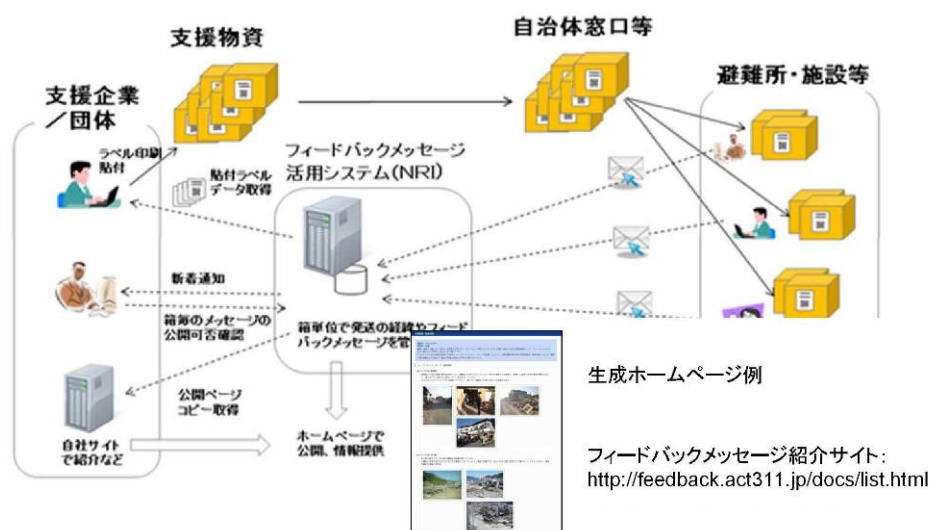 支援物資
自治体窓口等
避難所・施設等
支援企業
／団体
ラベル印刷
貼付
貼付ラベル
データ取得
フィードバックメッセージ
活用システム(NRI)
新着通知
箱毎のメッセージの
公開可否確認
箱単位で発送の経緯やフィード
バックメッセージを管
公開ページ
コピー取得
自社サイト
で紹介など
ホームページで
公開、情報提供
生成ホームページ例
フィードバックメッセージ紹介サイト：
http://feedback.act311.jp/docs/list.html